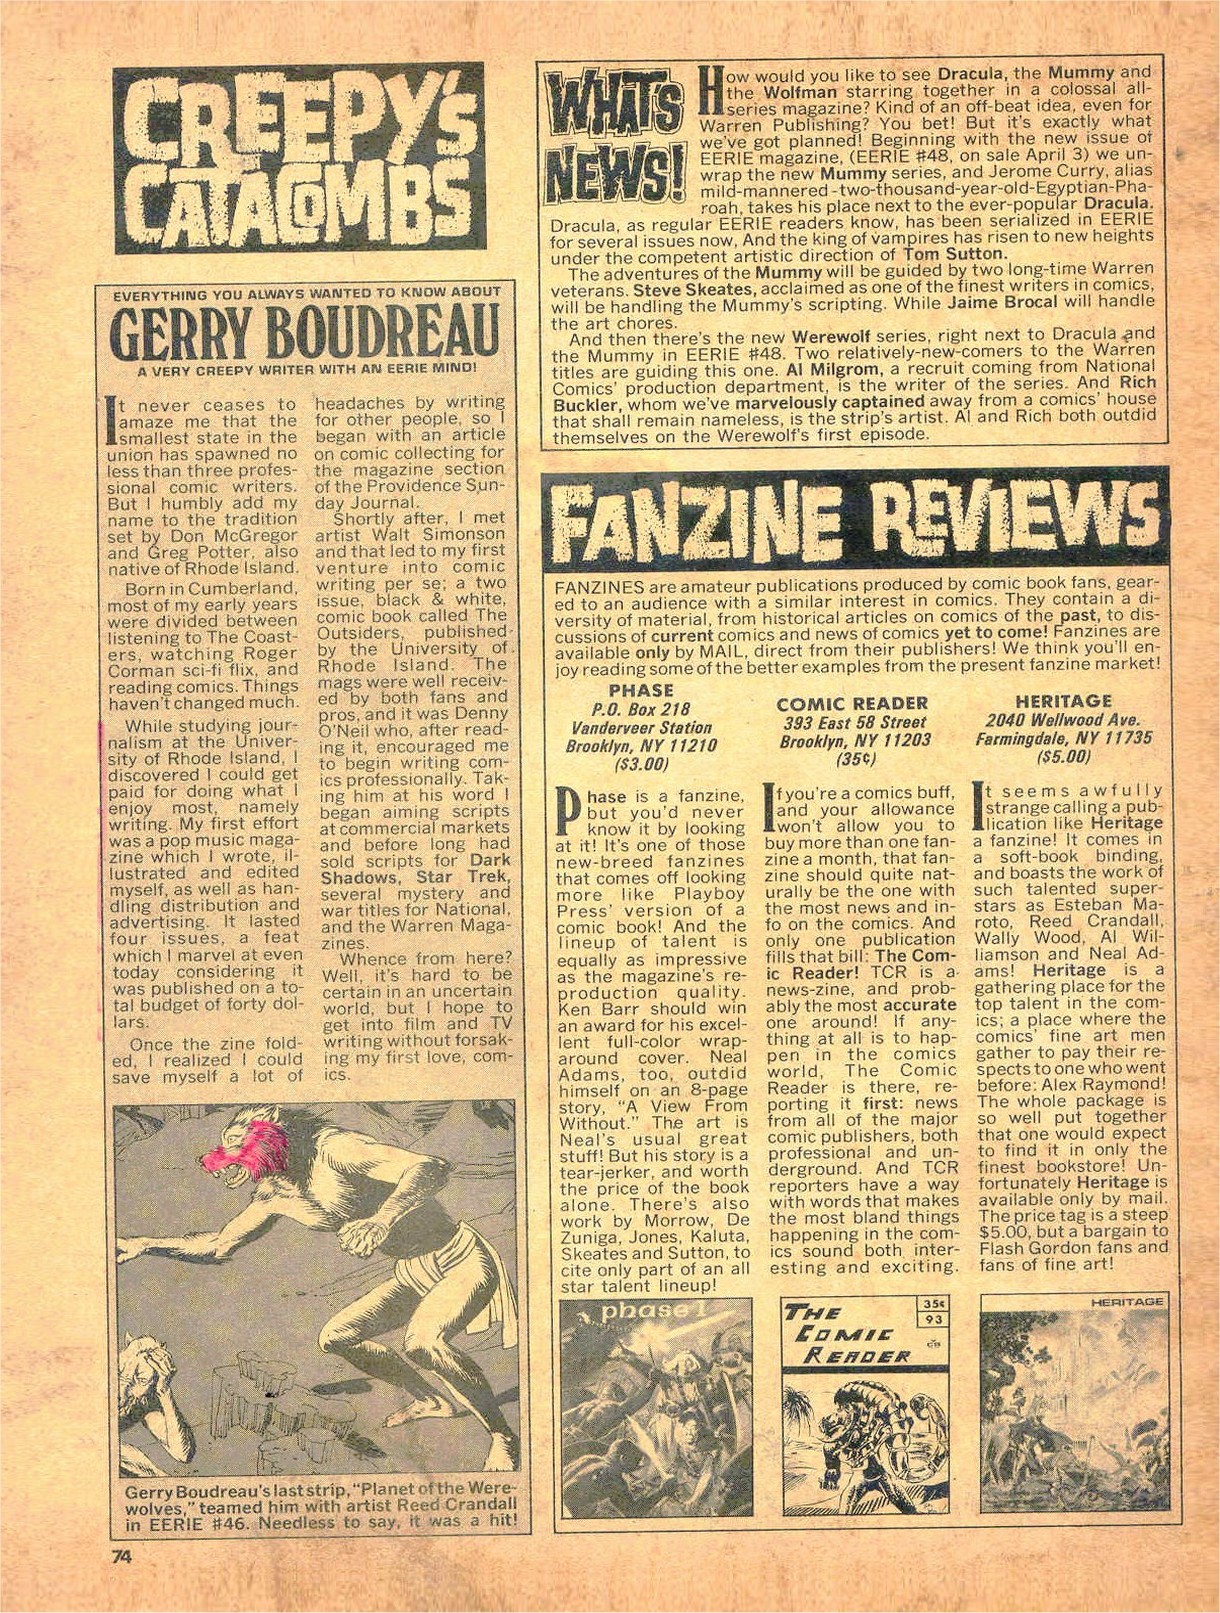 CREEPY's
CATACOMBS
EVERYTHING YOU ALWAYS WANTED TO KNOW ABOUT
GERRY BOUDREAU
A VERY CREEPY WRITER WITH AN EERIE MIND!
It never ceases to
amaze me that the
smallest state in the
union has spawned no
less than three profes-
sional comic writers.
But I humbly add my
name to the tradition
set by Don McGregor
and Greg Potter, also
native of Rhode Island.
Born in Cumberland,
most of my early years
were divided between
listening to The Coast-
ers, watching Roger
Corman sci-fi flix, and
reading comics. Things
haven't changed much.
While studying jour-
nalism at the Univer-
sity of Rhode Island, I
discovered I could get
paid for doing what I
enjoy most, namely
writing. My first effort
was a pop music maga-
zine which I wrote, il-
lustrated and edited
myself, as well as han-
dling distribution and
advertising. It lasted
four issues, a feat
which I marvel at even
today considering it
was published on a to-
tal budget of forty dol-
lars.
Once the zine fold-
ed, I realized I could
save myself a lot of
headaches by writing
for other people, so I
began with an article
on comic collecting for
the magazine section
of the Providence Sun-
day Journal.
Shortly after, I met
artist Walt Simonson
and that led to my first
venture into comic
writing per se; a two
issue, black & white,
comic book called The
Outsiders, published
by the University of
Rhode Island. The
mags were well receiv-
ed by both fans and
pros, and it was Denny
O'Neil who, after read-
ing it, encouraged me
to begin writing com-
ics professionally. Tak-
ing him at his word I
began aiming scripts
at commercial markets
and before long had
sold scripts for Dark
Shadows, Star Trek,
several mystery and
war titles for National,
and the Warren Maga-
zines.
Whence from here?
Well, it's hard to be
certain in an uncertain
world, but I hope to
get into film and TV
writing without forsak-
ing my first love, com-
ics.
Gerry Boudreau's last strip, "Planet of the Were-
wolves," teamed him with artist Reed Crandall
in EERIE #46. Needless to say, it was a hit!
WHAT'S
NEWS!
How would you like to see Dracula, the Mummy and
the Wolfman starring together in a colossal all-
series magazine? Kind of an off-beat idea, even for
Warren Publishing? You bet! But it's exactly what
we've got planned! Beginning with the new issue of
EERIE magazine, (EERIE #48, on sale April 3) we un-
wrap the new Mummy series, and Jerome Curry, alias
mild-mannered-two-thousand-year-old-Egyptian-Pha-
roah, takes his place next to the ever-popular Dracula.
Dracula, as regular EERIE readers know, has been serialized in EERIE
for several issues now, And the king of vampires has risen to new heights
under the competent artistic direction of Tom Sutton.
The adventures of the Mummy will be guided by two long-time Warren
veterans. Steve Skeates, acclaimed as one of the finest writers in comics,
will be handling the Mummy's scripting. While Jaime Brocal will handle
the art chores.
And then there's the new Werewolf series, right next to Dracula and
the Mummy in EERIE #48. Two relatively-new-comers to the Warren
titles are guiding this one. Al Milgrom, a recruit coming from National
Comics' production department, is the writer of the series. And Rich
Buckler, whom we've marvelously captained away from a comics' house
that shall remain nameless, is the strip's artist. Al and Rich both outdid
themselves on the Werewolf's first episode.
FANZINE REVIEWS
FANZINES are amateur publications produced by comic book fans, gear-
ed to an audience with a similar interest in comics. They contain a di-
versity of material, from historical articles on comics of the past, to dis-
cussions of current comics and news of comics yet to come! Fanzines are
available only by MAIL, direct from their publishers! We think you'll en-
joy reading some of the better examples from the present fanzine market!
PHASE
P.O. Box 218
Vanderveer Station
Brooklyn, NY 11210
($3.00)
Phase is a fanzine,
but you'd never
know it by looking
at it! It's one of those
new-breed fanzines
that comes off looking
more like Playboy
Press' version of a
comic book! And the
lineup of talent is
equally as impressive
as the magazine's re-
production quality.
Ken Barr should win
an award for his excel-
lent full-color wrap-
around cover. Neal
Adams, too, outdid
himself on an 8-page
story, "A View From
Without." The art is
Neal's usual great
stuff! But his story is a
tear-jerker, and worth
the price of the book
alone. There's also
work by Morrow, De
Zuniga, Jones, Kaluta,
Skeates and Sutton, to
cite only part of an all
star talent lineup!
phase 1
COMIC READER
393 East 58 Street
Brooklyn, NY 11203
(35¢)
If you're a comics buff,
and your allowance
won't allow you to
buy more than one fan-
zine a month, that fan-
zine should quite nat-
urally be the one with
the most news and in-
fo on the comics. And
only one publication
fills that bill: The Com-
ic Reader! TCR is a
news-zine, and prob-
ably the most accurate
one around! If any-
thing at all is to hap-
pen in the comics
world, The Comic
Reader is there, re-
porting it first: news
from all of the major
comic publishers, both
professional and un-
derground. And TCR
reporters have a way
with words that makes
the most bland things
happening in the com-
ics sound both inter-
esting and exciting.
THE
COMIC
READER
35¢
93
HERITAGE
2040 Wellwood Ave.
Farmingdale, NY 11735
($5.00)
It seems awfully
strange calling a pub-
lication like Heritage
a fanzine! It comes in
a soft-book binding,
and boasts the work of
such talented super-
stars as Esteban Ma-
roto, Reed Crandall,
Wally Wood, Al Wil-
liamson and Neal Ad-
ams! Heritage is a
gathering place for the
top talent in the com-
ics; a place where the
comics' fine art men
gather to pay their re-
spects to one who went
before: Alex Raymond!
The whole package is
so well put together
that one would expect
to find it in only the
finest bookstore! Un-
fortunately Heritage is
available only by mail.
The price tag is a steep
$5.00, but a bargain to
Flash Gordon fans and
fans of fine art!
HERITAGE
74